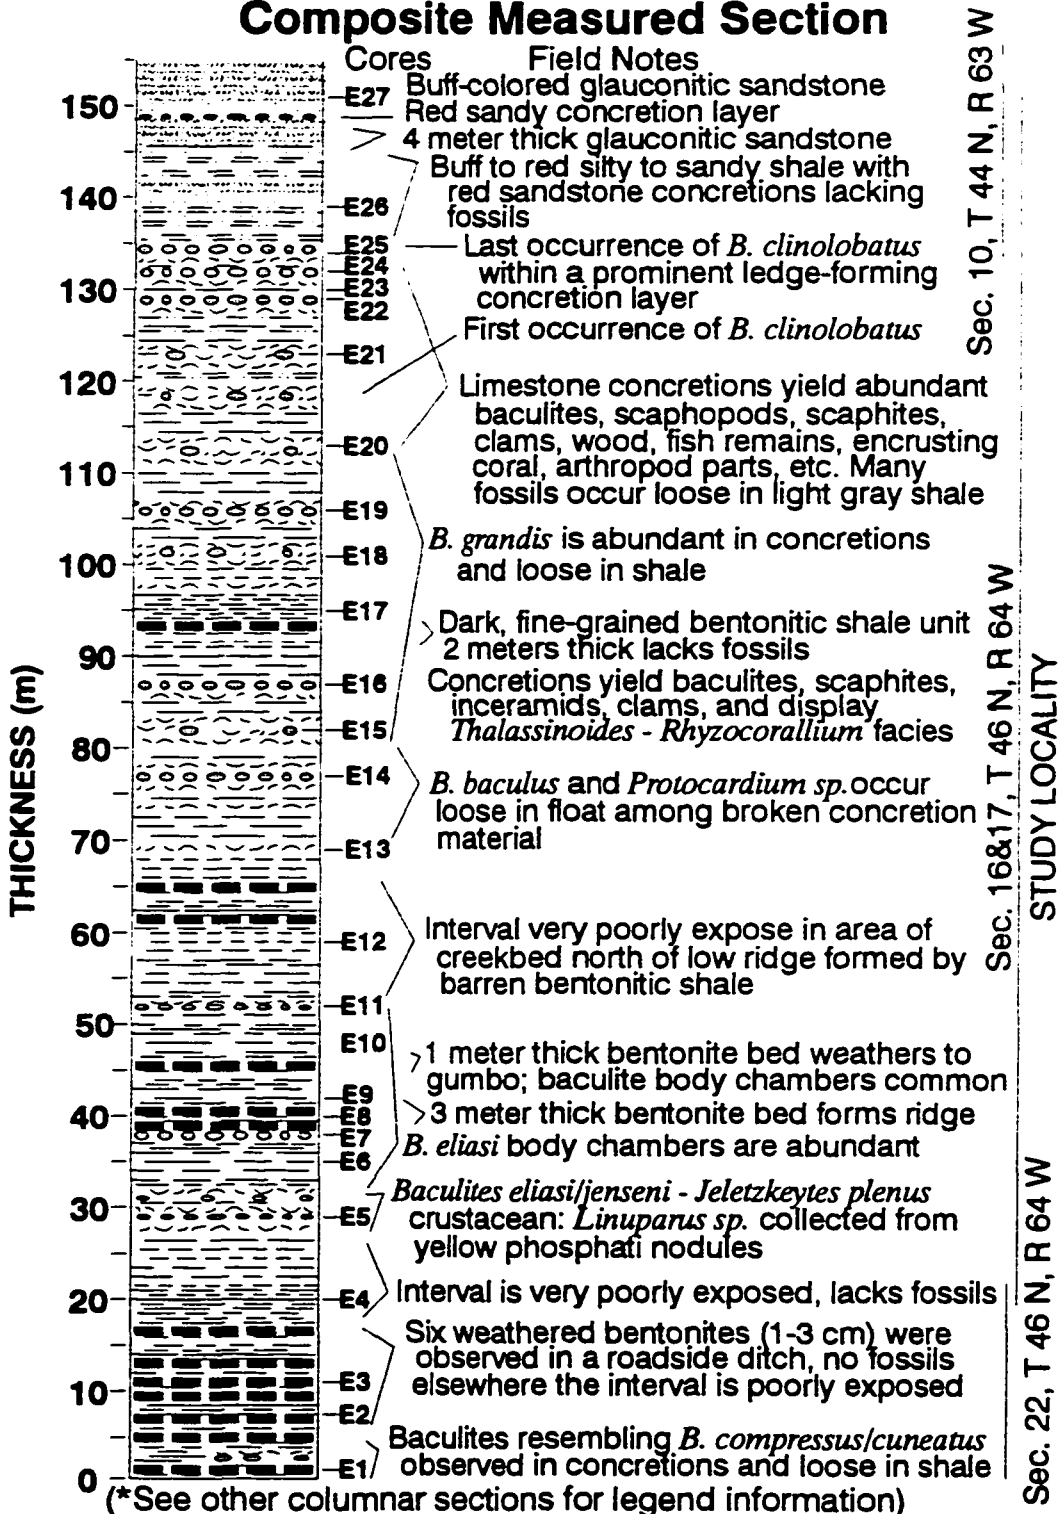 Composite Measured Section
Cores Field Notes
E27 Buff-colored glauconitic sandstone
150
Red sandy concretion layer
4 meter thick glauconitic sandstone
Buff to red silty to sandy shale with
red sandstone concretions lacking
fossils
140
E26
E25
Last occurrence of B. clinolobatus
within a prominent ledge-forming
concretion layer
E24
130
E23
E22
First occurrence of B. clinolobatus
E21
120
Limestone concretions yield abundant
baculites, scaphopods, scaphites,
clams, wood, fish remains, encrusting
coral, arthropod parts, etc. Many
fossils occur loose in light gray shale
E20
110
E19
B. grandis is abundant in concretions
and loose in shale
E18
100
E17
Dark, fine-grained bentonitic shale unit
2 meters thick lacks fossils
90
E16
Concretions yield baculites, scaphites,
inceramids, clams, and display
Thalassinoides - Rhyzocorallium facies
E15
80
E14
B. baculus and Protocardium sp. occur
loose in float among broken concretion
material
70
E13
60
E12
Interval very poorly expose in area of
creekbed north of low ridge formed by
barren bentonitic shale
E11
50
E10
1 meter thick bentonite bed weathers to
gumbo; baculite body chambers common
E9
40
E8
3 meter thick bentonite bed forms ridge
E7
B. eliasi body chambers are abundant
E6
30
E5
Baculites eliasi/jenseni - Jeletzkeytes plenus
crustacean: Linuparus sp. collected from
yellow phosphati nodules
20
E4
Interval is very poorly exposed, lacks fossils
Six weathered bentonites (1-3 cm) were
observed in a roadside ditch, no fossils
elsewhere the interval is poorly exposed
10
E3
E2
Baculites resembling B. compressus/cuneatus
observed in concretions and loose in shale
E1
0
(*See other columnar sections for legend information)
THICKNESS (m)
Sec. 10, T 44 N, R 63 W
Sec. 16&17, T 46 N, R 64 W
STUDY LOCALITY
Sec. 22, T 46 N, R 64 W